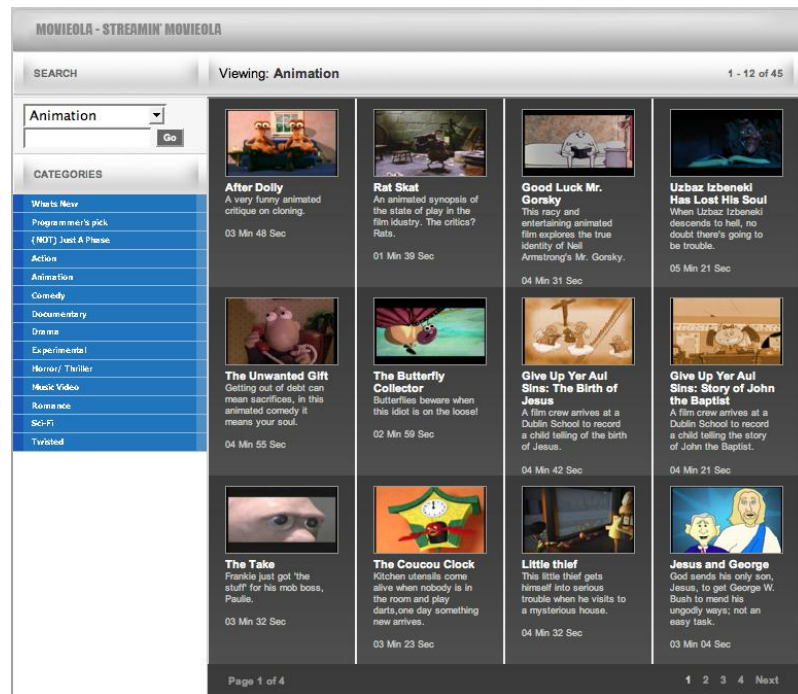 MOVIEOLA - STREAMIN' MOVIEOLA
SEARCH
Viewing: Animation
1 - 12 of 45
Animation
Go
CATEGORIES
Whats New
Programmer's pick
(NOT) Just A Phase
Action
Animation
Comedy
Documentary
Drama
Experimental
Horror/ Thriller
Music Video
Romance
Sci-Fi
Twisted
After Dolly
A very funny animated
critique on cloning.
03 Min 48 Sec
Rat Skat
An animated synopsis of
the state of play in the
film idustry. The critics?
Rats.
01 Min 39 Sec
Good Luck Mr.
Gorsky
This racy and
entertaining animated
film explores the true
identity of Neil
Armstrong's Mr. Gorsky.
04 Min 31 Sec
Uzbaz Izbeneki
Has Lost His Soul
When Uzbaz Izbeneki
descends to hell, no
doubt there's going to
be trouble.
05 Min 21 Sec
The Unwanted Gift
Getting out of debt can
mean sacrifices, in this
animated comedy it
means your soul.
04 Min 55 Sec
The Butterfly
Collector
Butterflies beware when
this idiot is on the loose!
02 Min 59 Sec
Give Up Yer Aul
Sins: The Birth of
Jesus
A film crew arrives at a
Dublin School to record
a child telling of the birth
of Jesus.
04 Min 42 Sec
Give Up Yer Aul
Sins: Story of John
the Baptist
A film crew arrives at a
Dublin School to record
a child telling the story
of John the Baptist.
04 Min 21 Sec
The Take
Frankie just got 'the
stuff' for his mob boss,
Paulie.
03 Min 32 Sec
The Coucou Clock
Kitchen utensils come
alive when nobody is in
the room and play
darts,one day something
new arrives.
03 Min 23 Sec
Little thief
This little thief gets
himself into serious
trouble when he visits to
a mysterious house.
04 Min 32 Sec
Jesus and George
God sends his only son,
Jesus, to get George W.
Bush to mend his
ungodly ways; not an
easy task.
03 Min 04 Sec
Page 1 of 4
1 2 3 4 Next